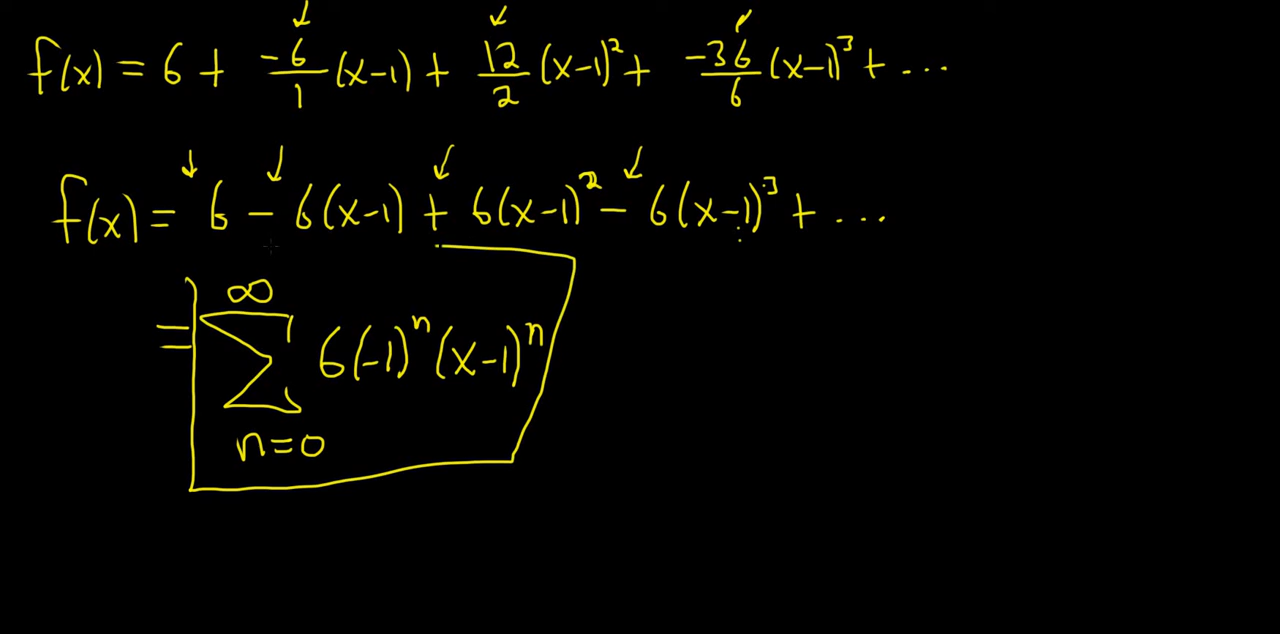 f(x) = 6 + -6/1 (x-1) + 12/2 (x-1)² + -36/6 (x-1)³ + ...
f(x) = 6 - 6(x-1) + 6(x-1)² - 6(x-1)³ + ...
= ∑_{n=0}^{∞} 6(-1)ⁿ(x-1)ⁿ